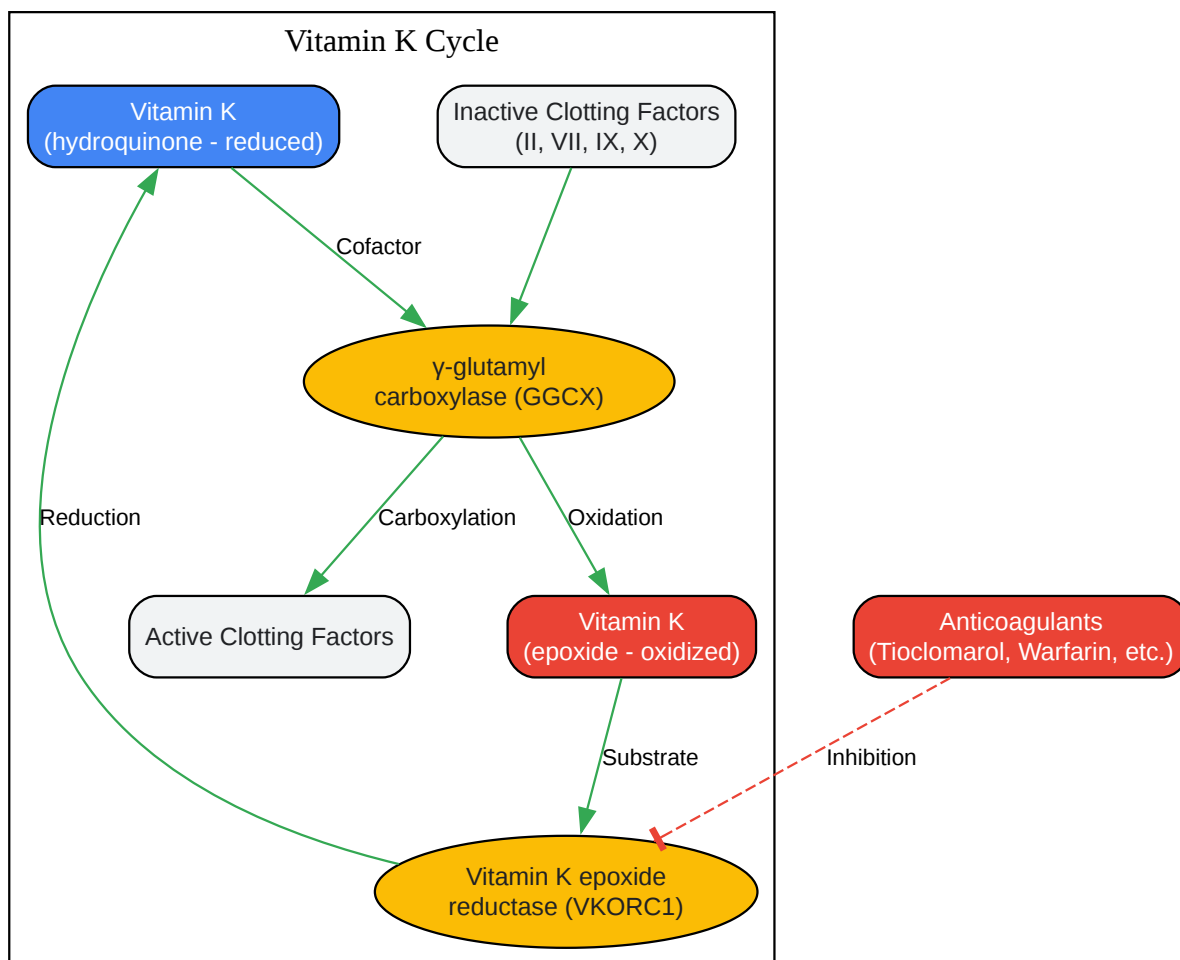 Vitamin K Cycle
Vitamin K
(hydroquinone - reduced)
Inactive Clotting Factors
(II, VII, IX, X)
Cofactor
γ-glutamyl
carboxylase (GGCX)
Reduction
Carboxylation
Oxidation
Active Clotting Factors
Vitamin K
(epoxide - oxidized)
Anticoagulants
(Tioclomarol, Warfarin, etc.)
Substrate
Inhibition
Vitamin K epoxide
reductase (VKORC1)